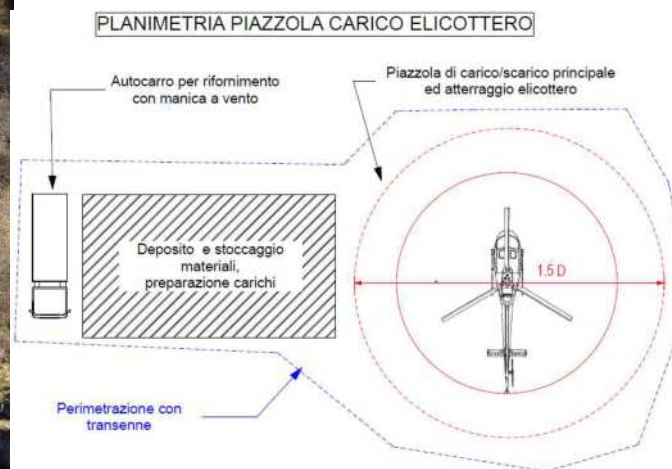 PLANIMETRIA PIAZZOLA CARICO ELICOTTERO
Autocarro per rifornimento
con manica a vento
Piazzola di carico/scarico principale
ed atterraggio elicottero
Deposito e stoccaggio
materiali,
preparazione carichi
1.5 D
Perimetrazione con
transenne